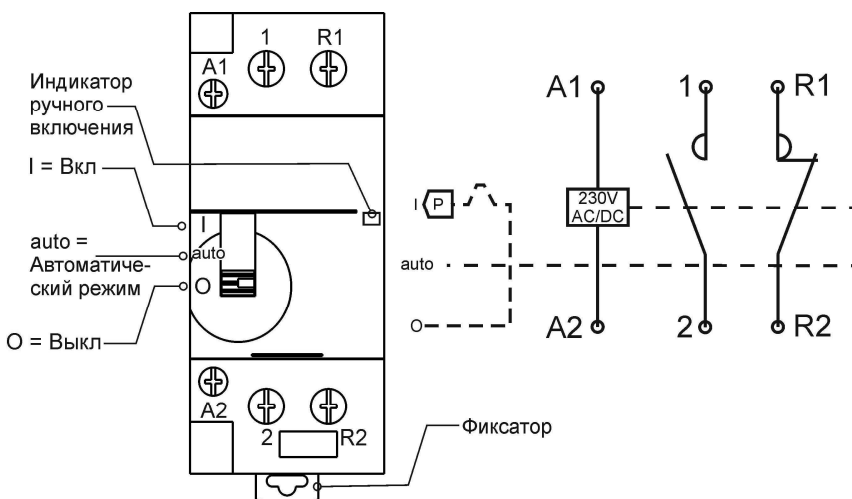 Индикатор
ручного
включения
I = Вкл
auto =
Автоматиче-
ский режим
O = Выкл
1
R1
A1
I
auto
O
A2
2
R2
Фиксатор
I
P
auto
O
A1
1
R1
230V
AC/DC
A2
2
R2